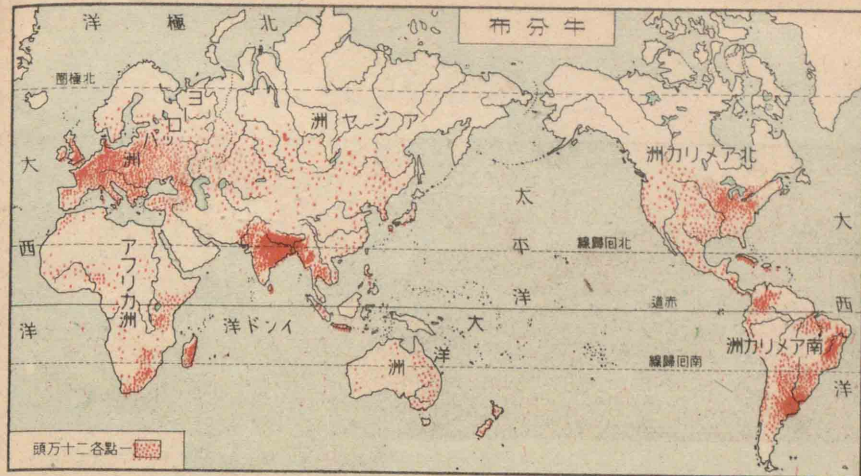 牛分布
北極洋
北極圈
ヨーロッパ洲
アジヤ洲
北アメリカ洲
大西洋
太平洋
大西洋
北回歸線
アフリカ洲
赤道
インド洋
大洋洲
南アメリカ洲
南回歸線
一點各二十万頭